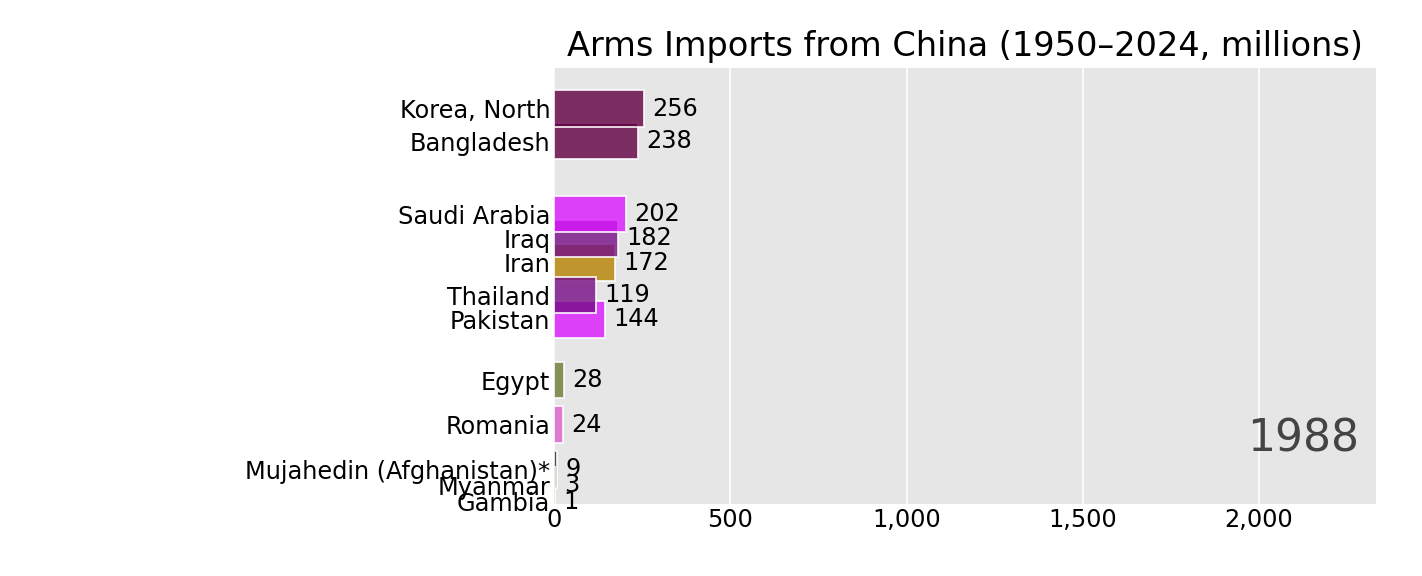 Arms Imports from China (1950–2024, millions)
Korea, North 256
Bangladesh 238
Saudi Arabia 202
Iraq 182
Iran 172
Thailand 119
Pakistan 144
Egypt 28
Romania 24
1988
Mujahedin (Afghanistan)* 9
Myanmar 3
Gambia 1
0 500 1,000 1,500 2,000